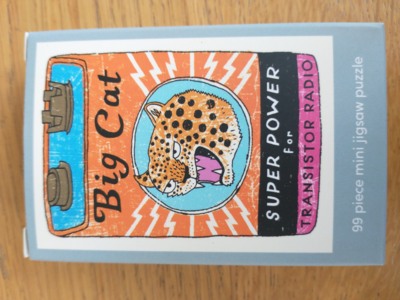 Big Cat
SUPER POWER
For
TRANSISTOR RADIO
99 piece mini jigsaw puzzle